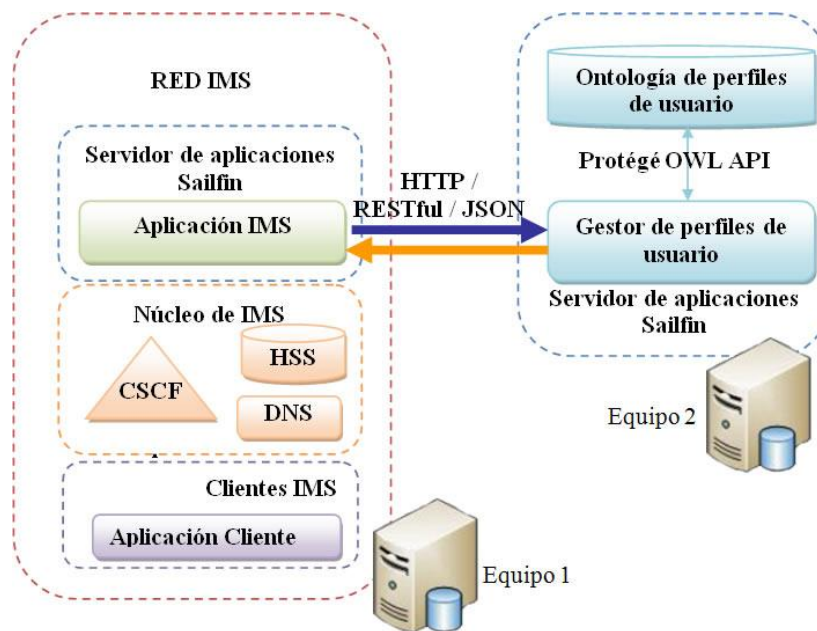 RED IMS
Servidor de aplicaciones
Sailfin
Aplicación IMS
Núcleo de IMS
CSCF
HSS
DNS
Clientes IMS
Aplicación Cliente
Equipo 1
HTTP /
RESTful / JSON
Ontología de perfiles
de usuario
Protégé OWL API
Gestor de perfiles de
usuario
Servidor de aplicaciones
Sailfin
Equipo 2